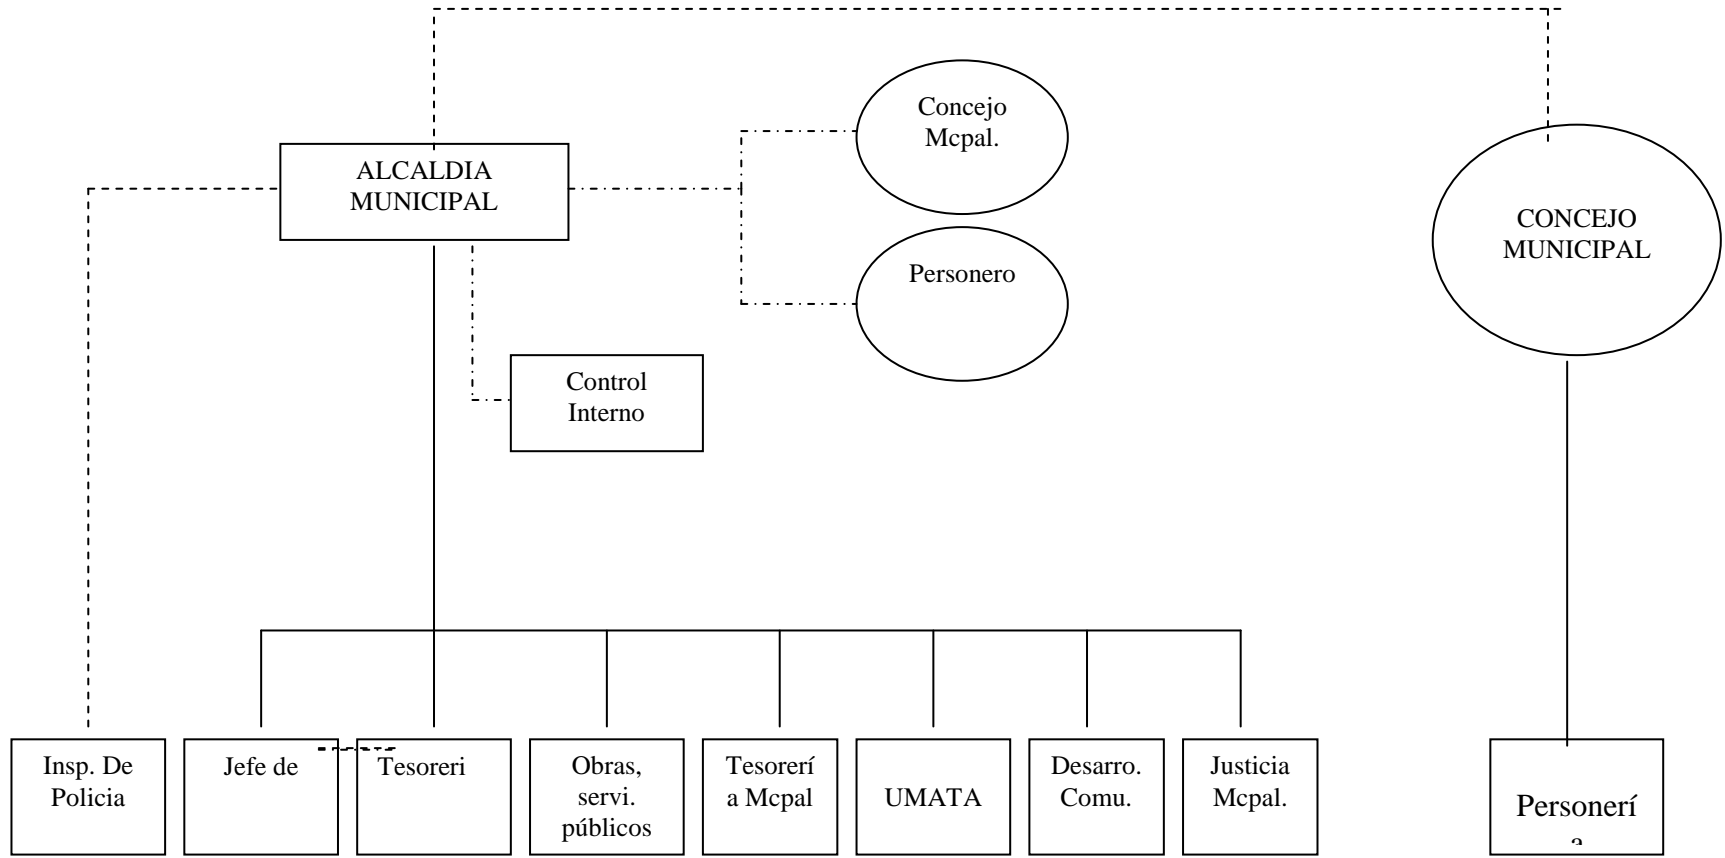 Concejo
Mcpal.
ALCALDIA
MUNICIPAL
CONCEJO
MUNICIPAL
Personero
Control
Interno
Insp. De
Policia
Jefe de
Tesoreri
Obras,
servi.
públicos
Tesorerí
a Mcpal
UMATA
Desarro.
Comu.
Justicia
Mcpal.
Personerí
a